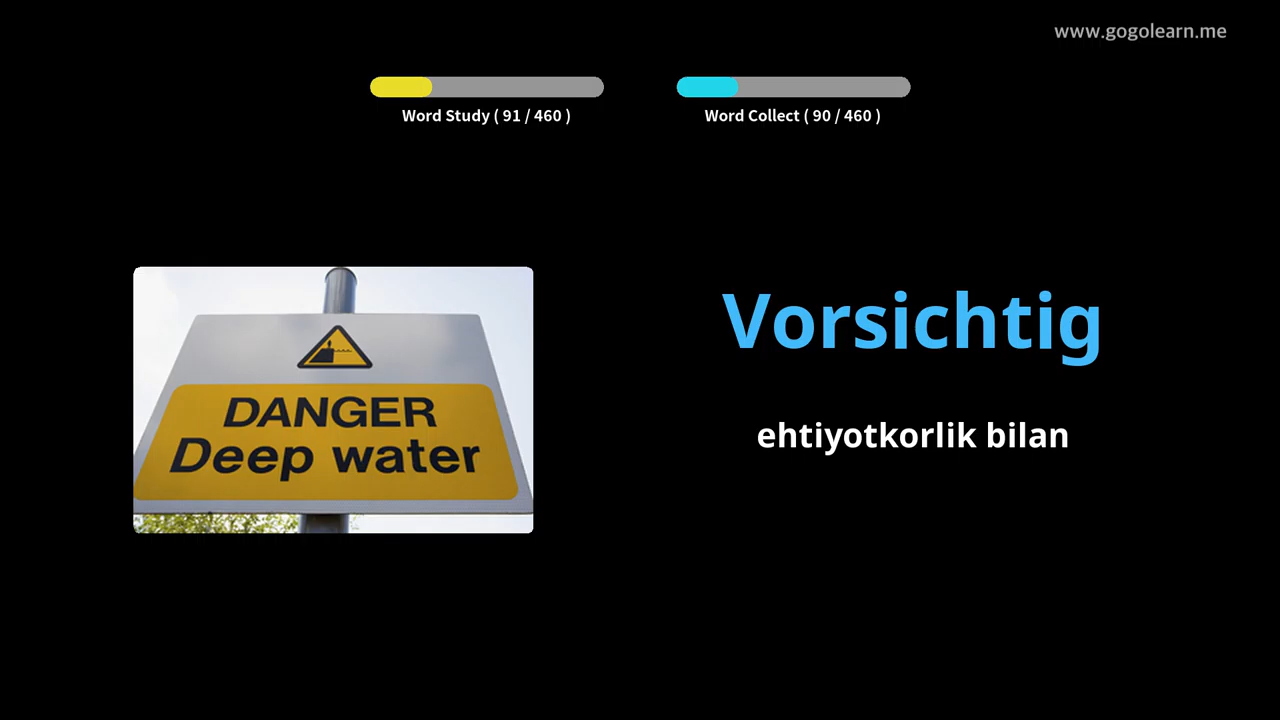 www.gogolearn.me
Word Study ( 91 / 460 )
Word Collect ( 90 / 460 )
DANGER
Deep water
Vorsichtig
ehtiyotkorlik bilan